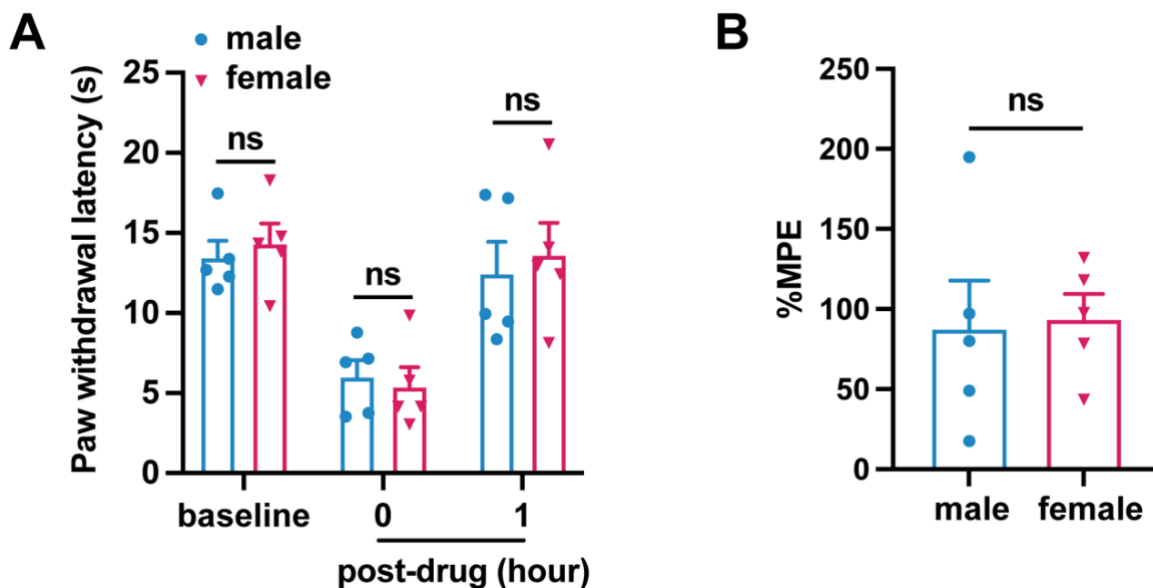 A
male
female
Paw withdrawal latency (s)
25
20
15
10
5
0
ns
ns
ns
baseline
0
1
post-drug (hour)
B
%MPE
250
200
150
100
50
0
ns
male
female